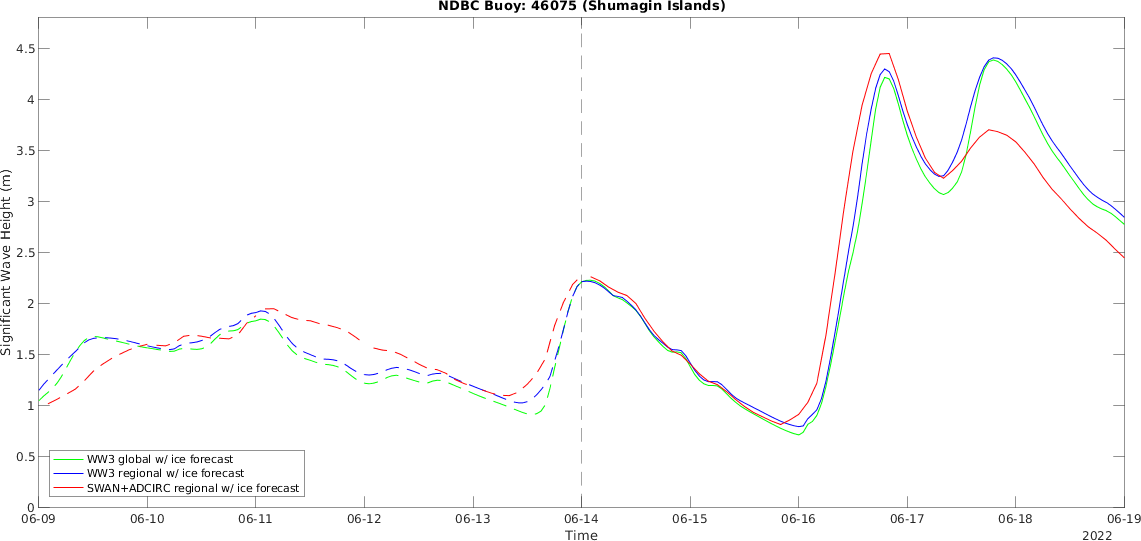 NDBC Buoy: 46075 (Shumagin Islands)
Significant Wave Height (m)
4.5
4
3.5
3
2.5
2
1.5
1
0.5
0
WW3 global w/ ice forecast
WW3 regional w/ ice forecast
SWAN+ADCIRC regional w/ ice forecast
06-09 06-10 06-11 06-12 06-13 06-14 06-15 06-16 06-17 06-18 06-19
Time
2022